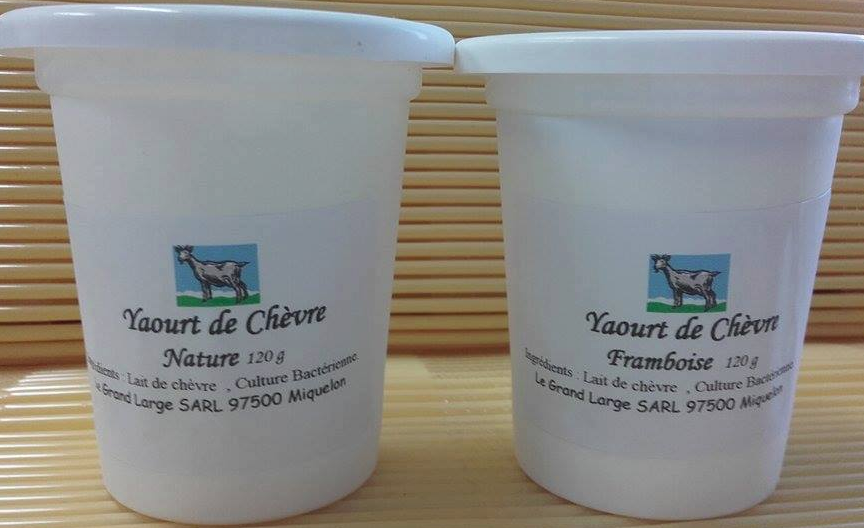 Yaourt de Chèvre
Nature 120 g
Lait de chèvre , Culture Bactérienne
Le Grand Large SARL 97500 Miquelon
Yaourt de Chèvre
Framboise 120 g
Ingrédients : Lait de chèvre , Culture Bactérienne
Le Grand Large SARL 97500 Miquelon